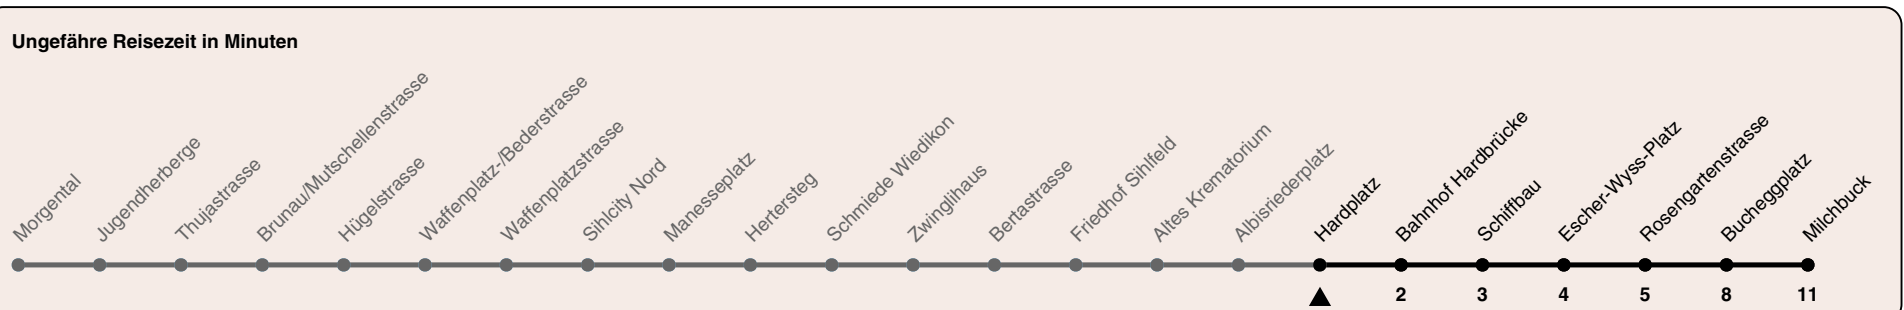 Ungefähre Reisezeit in Minuten
Morgental
Jugendherberge
Thujastrasse
Brunau/Mutschellenstrasse
Hügelstrasse
Waffenplatz-/Bederstrasse
Waffenplatzstrasse
Sihlcity Nord
Manesseplatz
Hertersteg
Schmiede Wiedikon
Zwinglihaus
Bertastrasse
Friedhof Sihlfeld
Altes Krematorium
Albisriederplatz
Hardplatz
Bahnhof Hardbrücke
Schiffbau
Escher-Wyss-Platz
Rosengartenstrasse
Bucheggplatz
Milchbuck
2 3 4 5 8 11